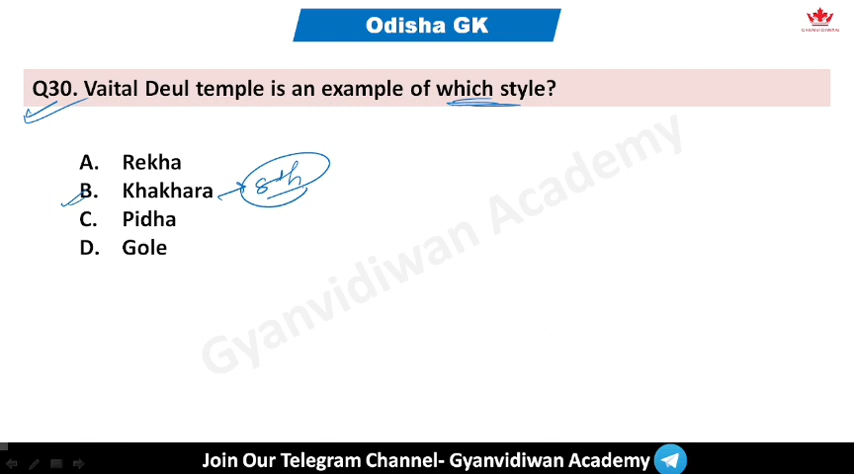 Odisha GK
GYANVIDIWAN
Q30. Vaital Deul temple is an example of which style?
A. Rekha
B. Khakhara
8th
C. Pidha
D. Gole
Gyanvidiwan Academy
Join Our Telegram Channel- Gyanvidiwan Academy